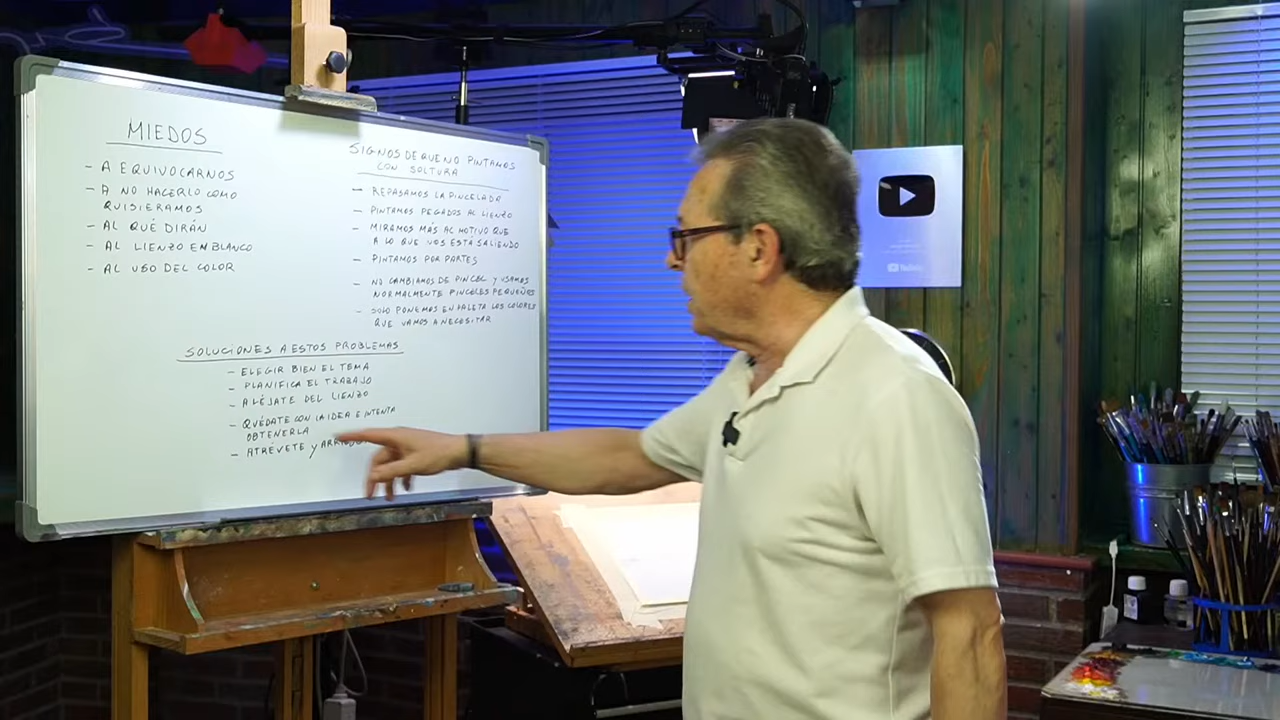 MIEDOS
- A EQUIVOCARNOS
- A NO HACERLO COMO
QUISIERAMOS
- AL QUÉ DIRÁN
- AL LIENZO EN BLANCO
- AL USO DEL COLOR
SIGNOS DE QUE NO PINTAMOS
CON SOLTURA
- REPASAMOS LA PINCELADA
- PINTAMOS PEGADOS AL LIENZO
- MIRAMOS MÁS AL MOTIVO QUE
A LO QUE NOS ESTÁ SALIENDO
- PINTAMOS POR PARTES
- NO CAMBIAMOS DE PINCEL Y USAMOS
NORMALMENTE PINCELES PEQUEÑOS
- SOLO PONEMOS EN PALETA LOS COLORES
QUE VAMOS A NECESITAR
SOLUCIONES A ESTOS PROBLEMAS
- ELEGIR BIEN EL TEMA
- PLANIFICA EL TRABAJO
- ALÉJATE DEL LIENZO
- QUÉDATE CON LA IDEA E INTENTA
OBTENERLA
- ATREVETE Y
YouTube